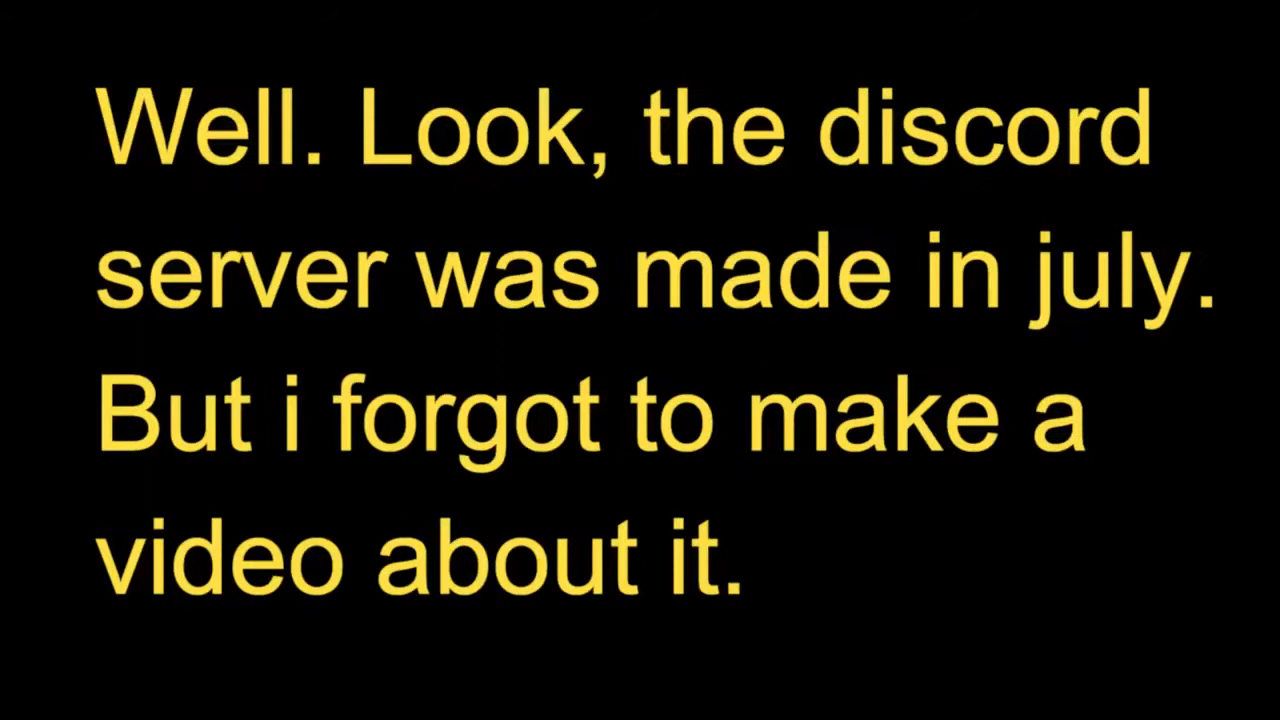 Well. Look, the discord
server was made in july.
But i forgot to make a
video about it.